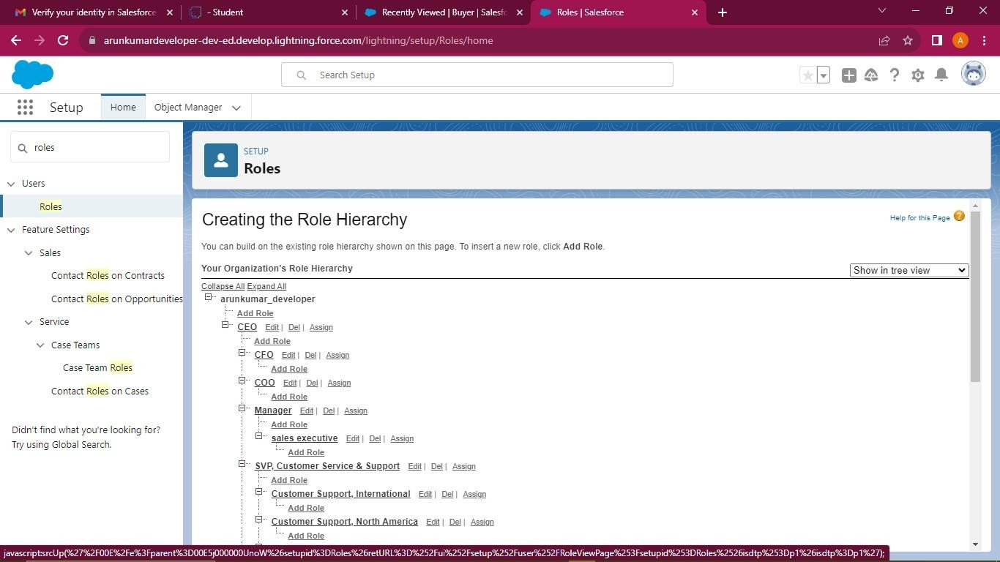 Verify your identity in Salesforce
- Student
Recently Viewed | Buyer | Salesfo
Roles | Salesforce
arunkumardeveloper-dev-ed.develop.lightning.force.com/lightning/setup/Roles/home
A
Search Setup
Setup
Home
Object Manager
roles
Users
Roles
Feature Settings
Sales
Contact Roles on Contracts
Contact Roles on Opportunities
Service
Case Teams
Case Team Roles
Contact Roles on Cases
Didn't find what you're looking for?
Try using Global Search.
SETUP
Roles
Creating the Role Hierarchy
Help for this Page
You can build on the existing role hierarchy shown on this page. To insert a new role, click Add Role.
Your Organization's Role Hierarchy
Show in tree view
Collapse All Expand All
arunkumar_developer
Add Role
CEO Edit | Del | Assign
Add Role
CFO Edit | Del | Assign
Add Role
COO Edit | Del | Assign
Add Role
Manager Edit | Del | Assign
Add Role
sales executive Edit | Del | Assign
Add Role
SVP, Customer Service & Support Edit | Del | Assign
Add Role
Customer Support, International Edit | Del | Assign
Add Role
Customer Support, North America Edit | Del | Assign
Add Role
javascript:srcUp(%27%2F00E%2Fe%3Fparent%3D00E5j000000UnoW%26setupid%3DRoles%26retURL%3D%252Fui%252Fsetup%252Fuser%252FRoleViewPage%253Fsetupid%253DRoles%2526isdtp%253Dp1%26isdtp%3Dp1%27);